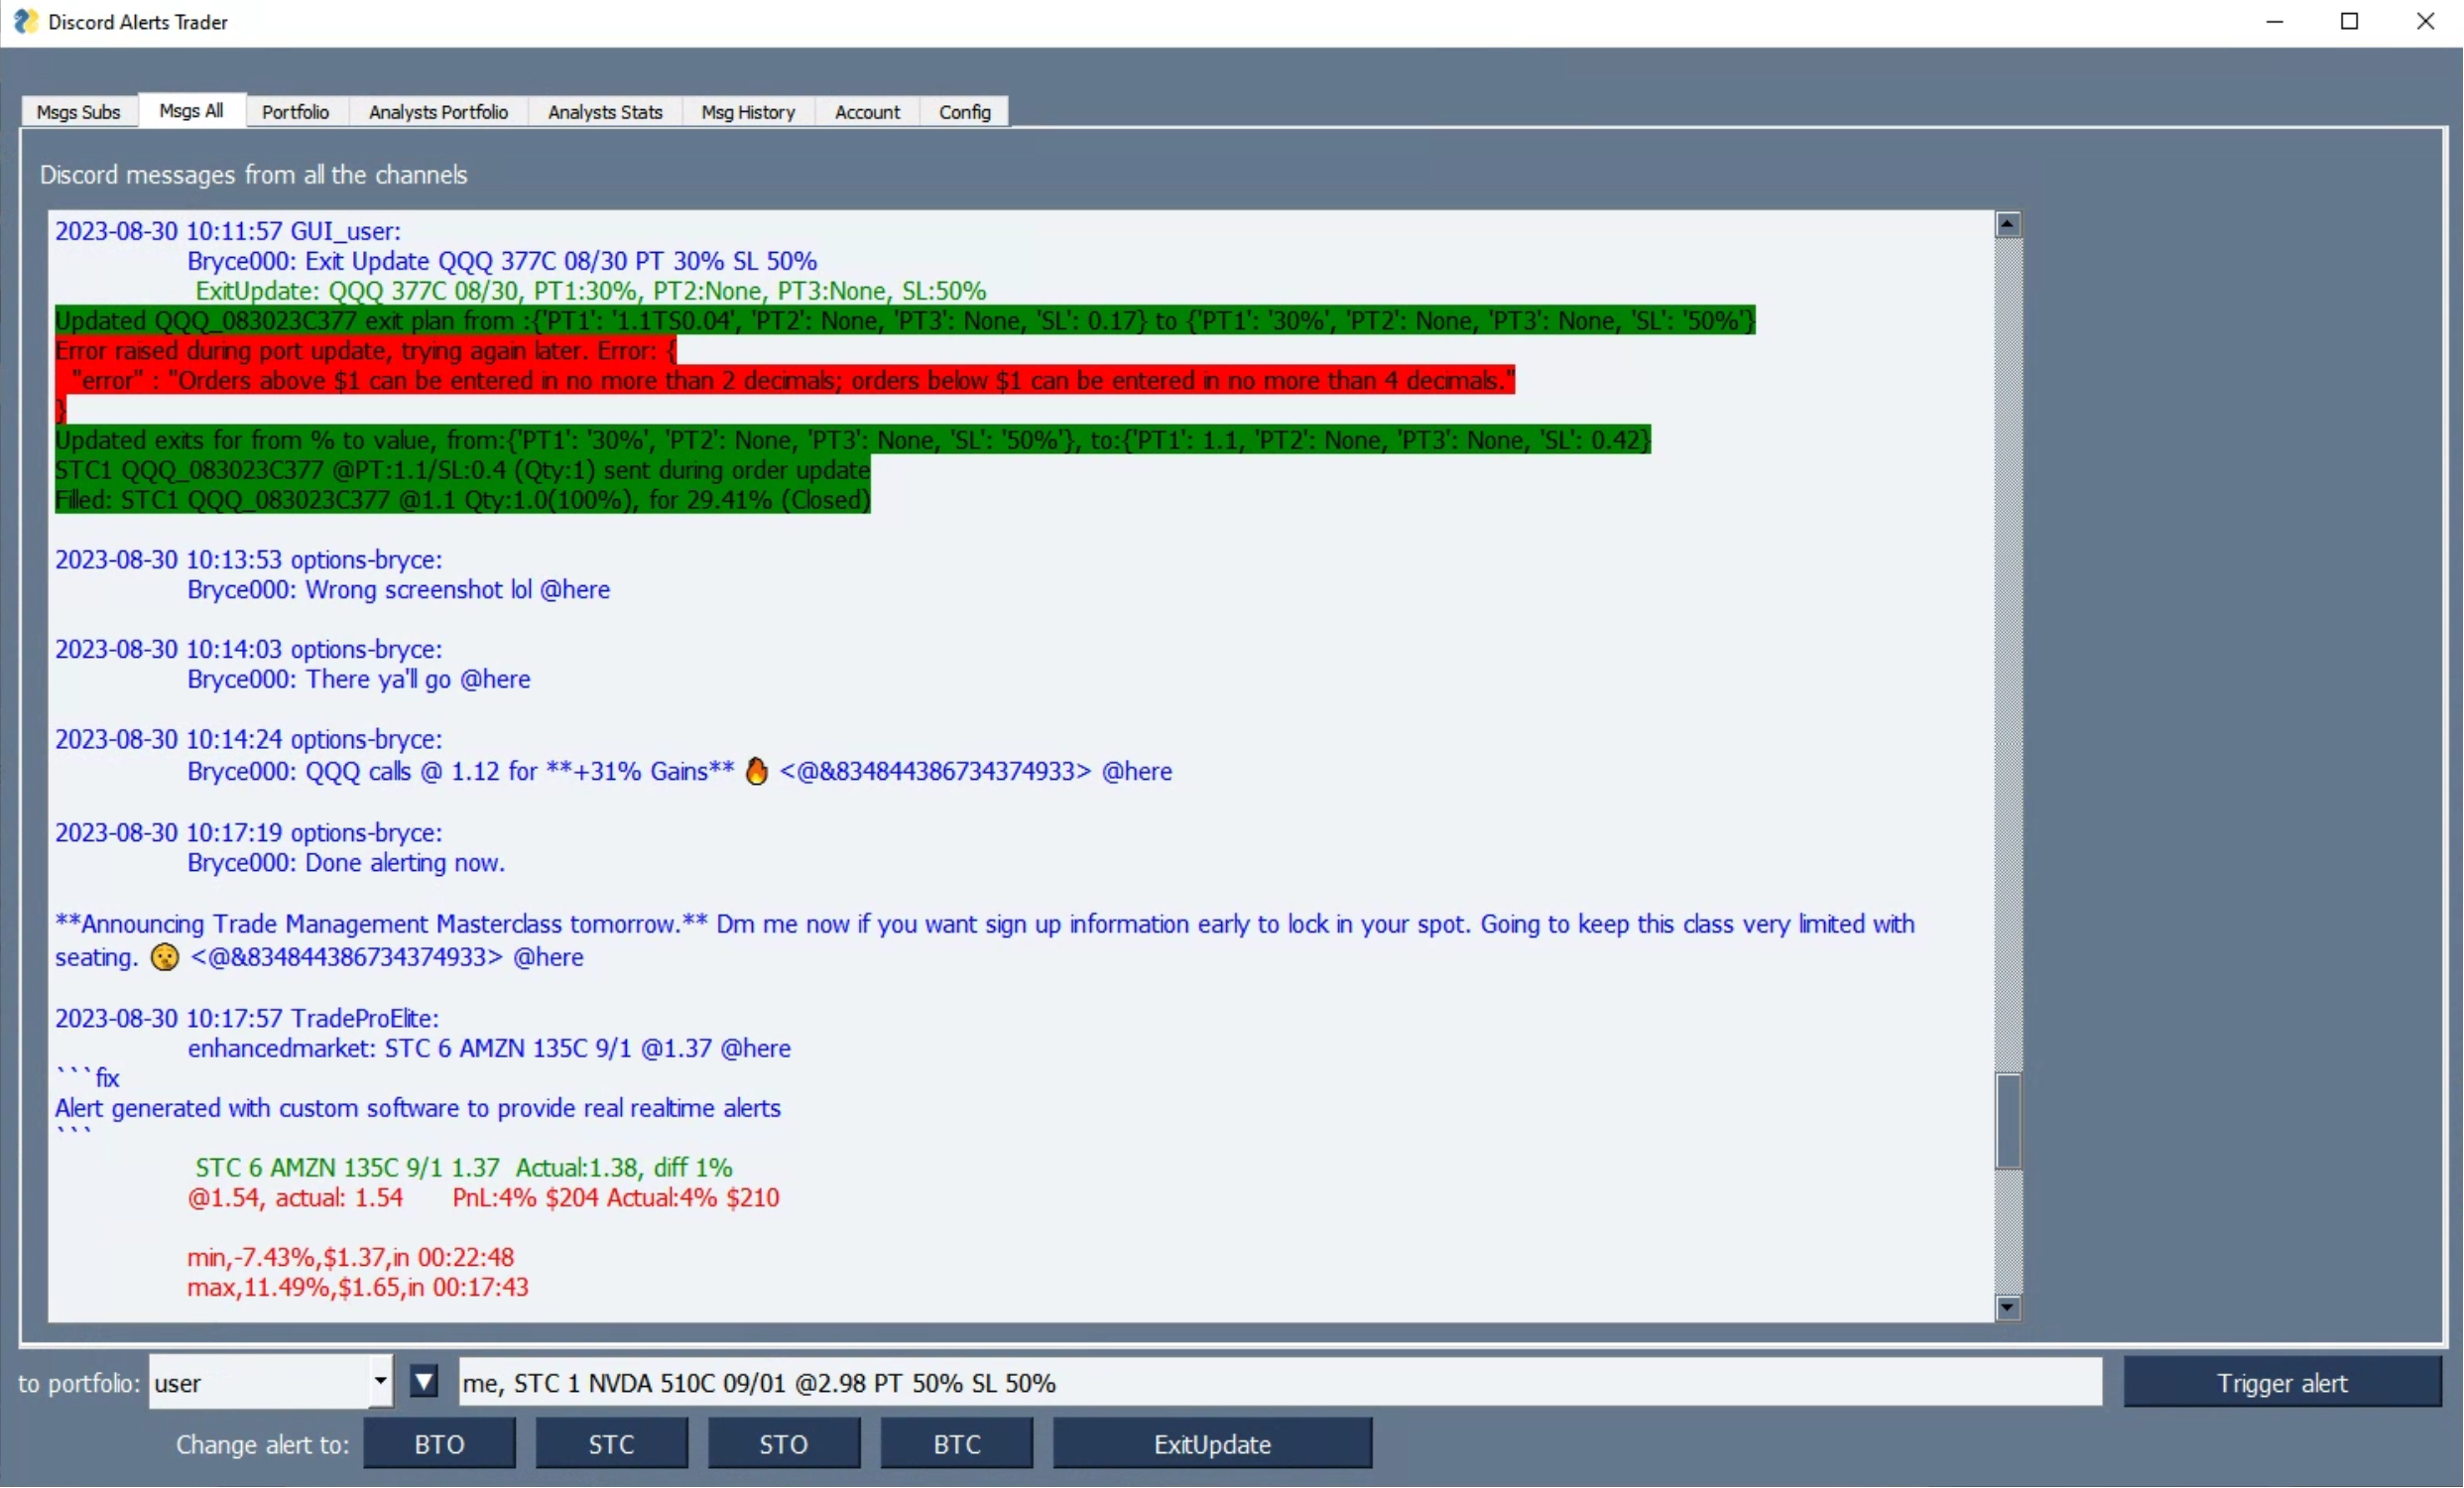 Discord Alerts Trader
Msgs Subs Msgs All Portfolio Analysts Portfolio Analysts Stats Msg History Account Config
Discord messages from all the channels
2023-08-30 10:11:57 GUI_user:
Bryce000: Exit Update QQQ 377C 08/30 PT 30% SL 50%
ExitUpdate: QQQ 377C 08/30, PT1:30%, PT2:None, PT3:None, SL:50%
Updated QQQ_083023C377 exit plan from :{'PT1': '1.1TS0.04', 'PT2': None, 'PT3': None, 'SL': 0.17} to {'PT1': '30%', 'PT2': None, 'PT3': None, 'SL': '50%'}
Error raised during port update, trying again later. Error: {
"error" : "Orders above $1 can be entered in no more than 2 decimals; orders below $1 can be entered in no more than 4 decimals."
}
Updated exits for from % to value, from:{'PT1': '30%', 'PT2': None, 'PT3': None, 'SL': '50%'}, to:{'PT1': 1.1, 'PT2': None, 'PT3': None, 'SL': 0.42}
STC1 QQQ_083023C377 @PT:1.1/SL:0.4 (Qty:1) sent during order update
Filled: STC1 QQQ_083023C377 @1.1 Qty:1.0(100%), for 29.41% (Closed)
2023-08-30 10:13:53 options-bryce:
Bryce000: Wrong screenshot lol @here
2023-08-30 10:14:03 options-bryce:
Bryce000: There ya'll go @here
2023-08-30 10:14:24 options-bryce:
Bryce000: QQQ calls @ 1.12 for **+31% Gains** 🔥 <@&834844386734374933> @here
2023-08-30 10:17:19 options-bryce:
Bryce000: Done alerting now.
**Announcing Trade Management Masterclass tomorrow.** Dm me now if you want sign up information early to lock in your spot. Going to keep this class very limited with
seating. 🤫 <@&834844386734374933> @here
2023-08-30 10:17:57 TradeProElite:
enhancedmarket: STC 6 AMZN 135C 9/1 @1.37 @here
```fix
Alert generated with custom software to provide real realtime alerts
```
STC 6 AMZN 135C 9/1 1.37 Actual:1.38, diff 1%
@1.54, actual: 1.54 PnL:4% $204 Actual:4% $210
min,-7.43%,$1.37,in 00:22:48
max,11.49%,$1.65,in 00:17:43
to portfolio: user ▼ me, STC 1 NVDA 510C 09/01 @2.98 PT 50% SL 50% Trigger alert
Change alert to: BTO STC STO BTC ExitUpdate